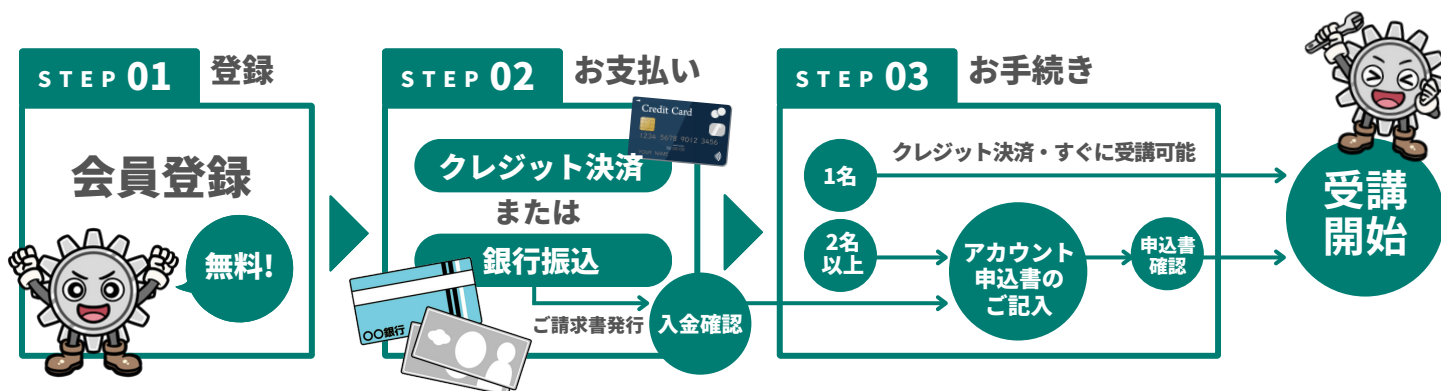 STEP 01
登録
会員登録
無料!
STEP 02
お支払い
Credit Card
1234 5678 9012 3456
クレジット決済
または
銀行振込
〇〇銀行
ご請求書発行
入金確認
STEP 03
お手続き
1名
クレジット決済・すぐに受講可能
2名
以上
アカウント
申込書の
ご記入
申込書
確認
受講
開始